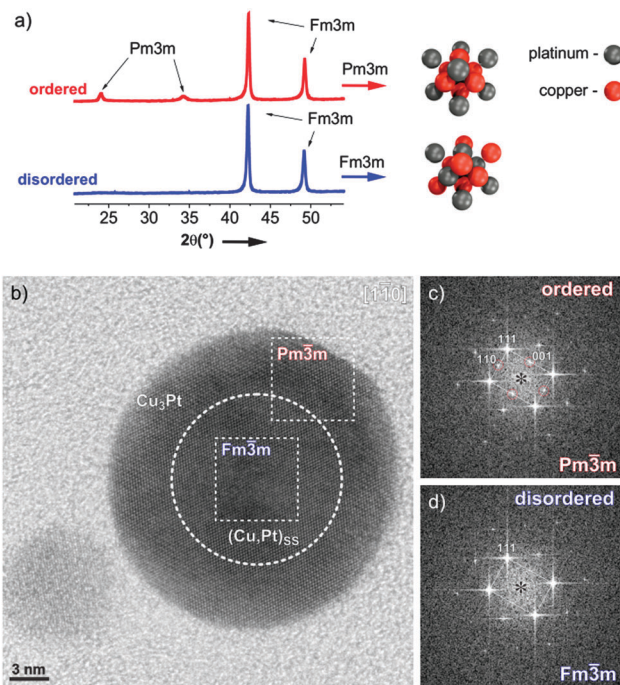 a)
Pm3m
Fm3m
Fm3m
ordered
Pm3m
platinum -
copper -
Fm3m
disordered
Fm3m
25 30 35 40 45 50
2θ(°)
b)
[11̄0]
Pm3̄m
Cu₃Pt
Fm3̄m
(Cu,Pt)SS
3 nm
c)
ordered
111
110
001
*
Pm3̄m
d)
disordered
111
*
Fm3̄m